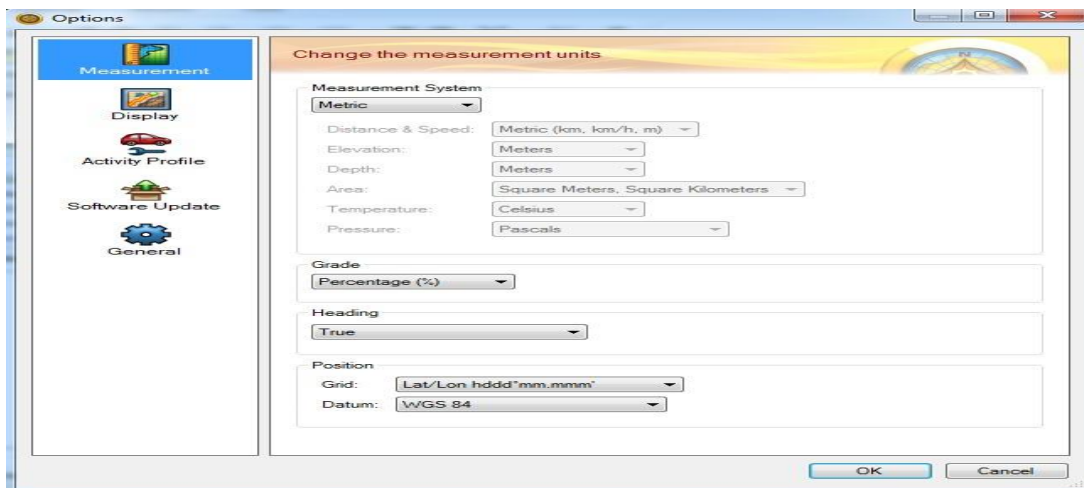 Options
Measurement
Display
Activity Profile
Software Update
General
Change the measurement units
N
Measurement System
Metric
Distance & Speed: Metric (km, km/h, m)
Elevation: Meters
Depth: Meters
Area: Square Meters, Square Kilometers
Temperature: Celsius
Pressure: Pascals
Grade
Percentage (%)
Heading
True
Position
Grid: Lat/Lon hddd°mm.mmm'
Datum: WGS 84
OK Cancel